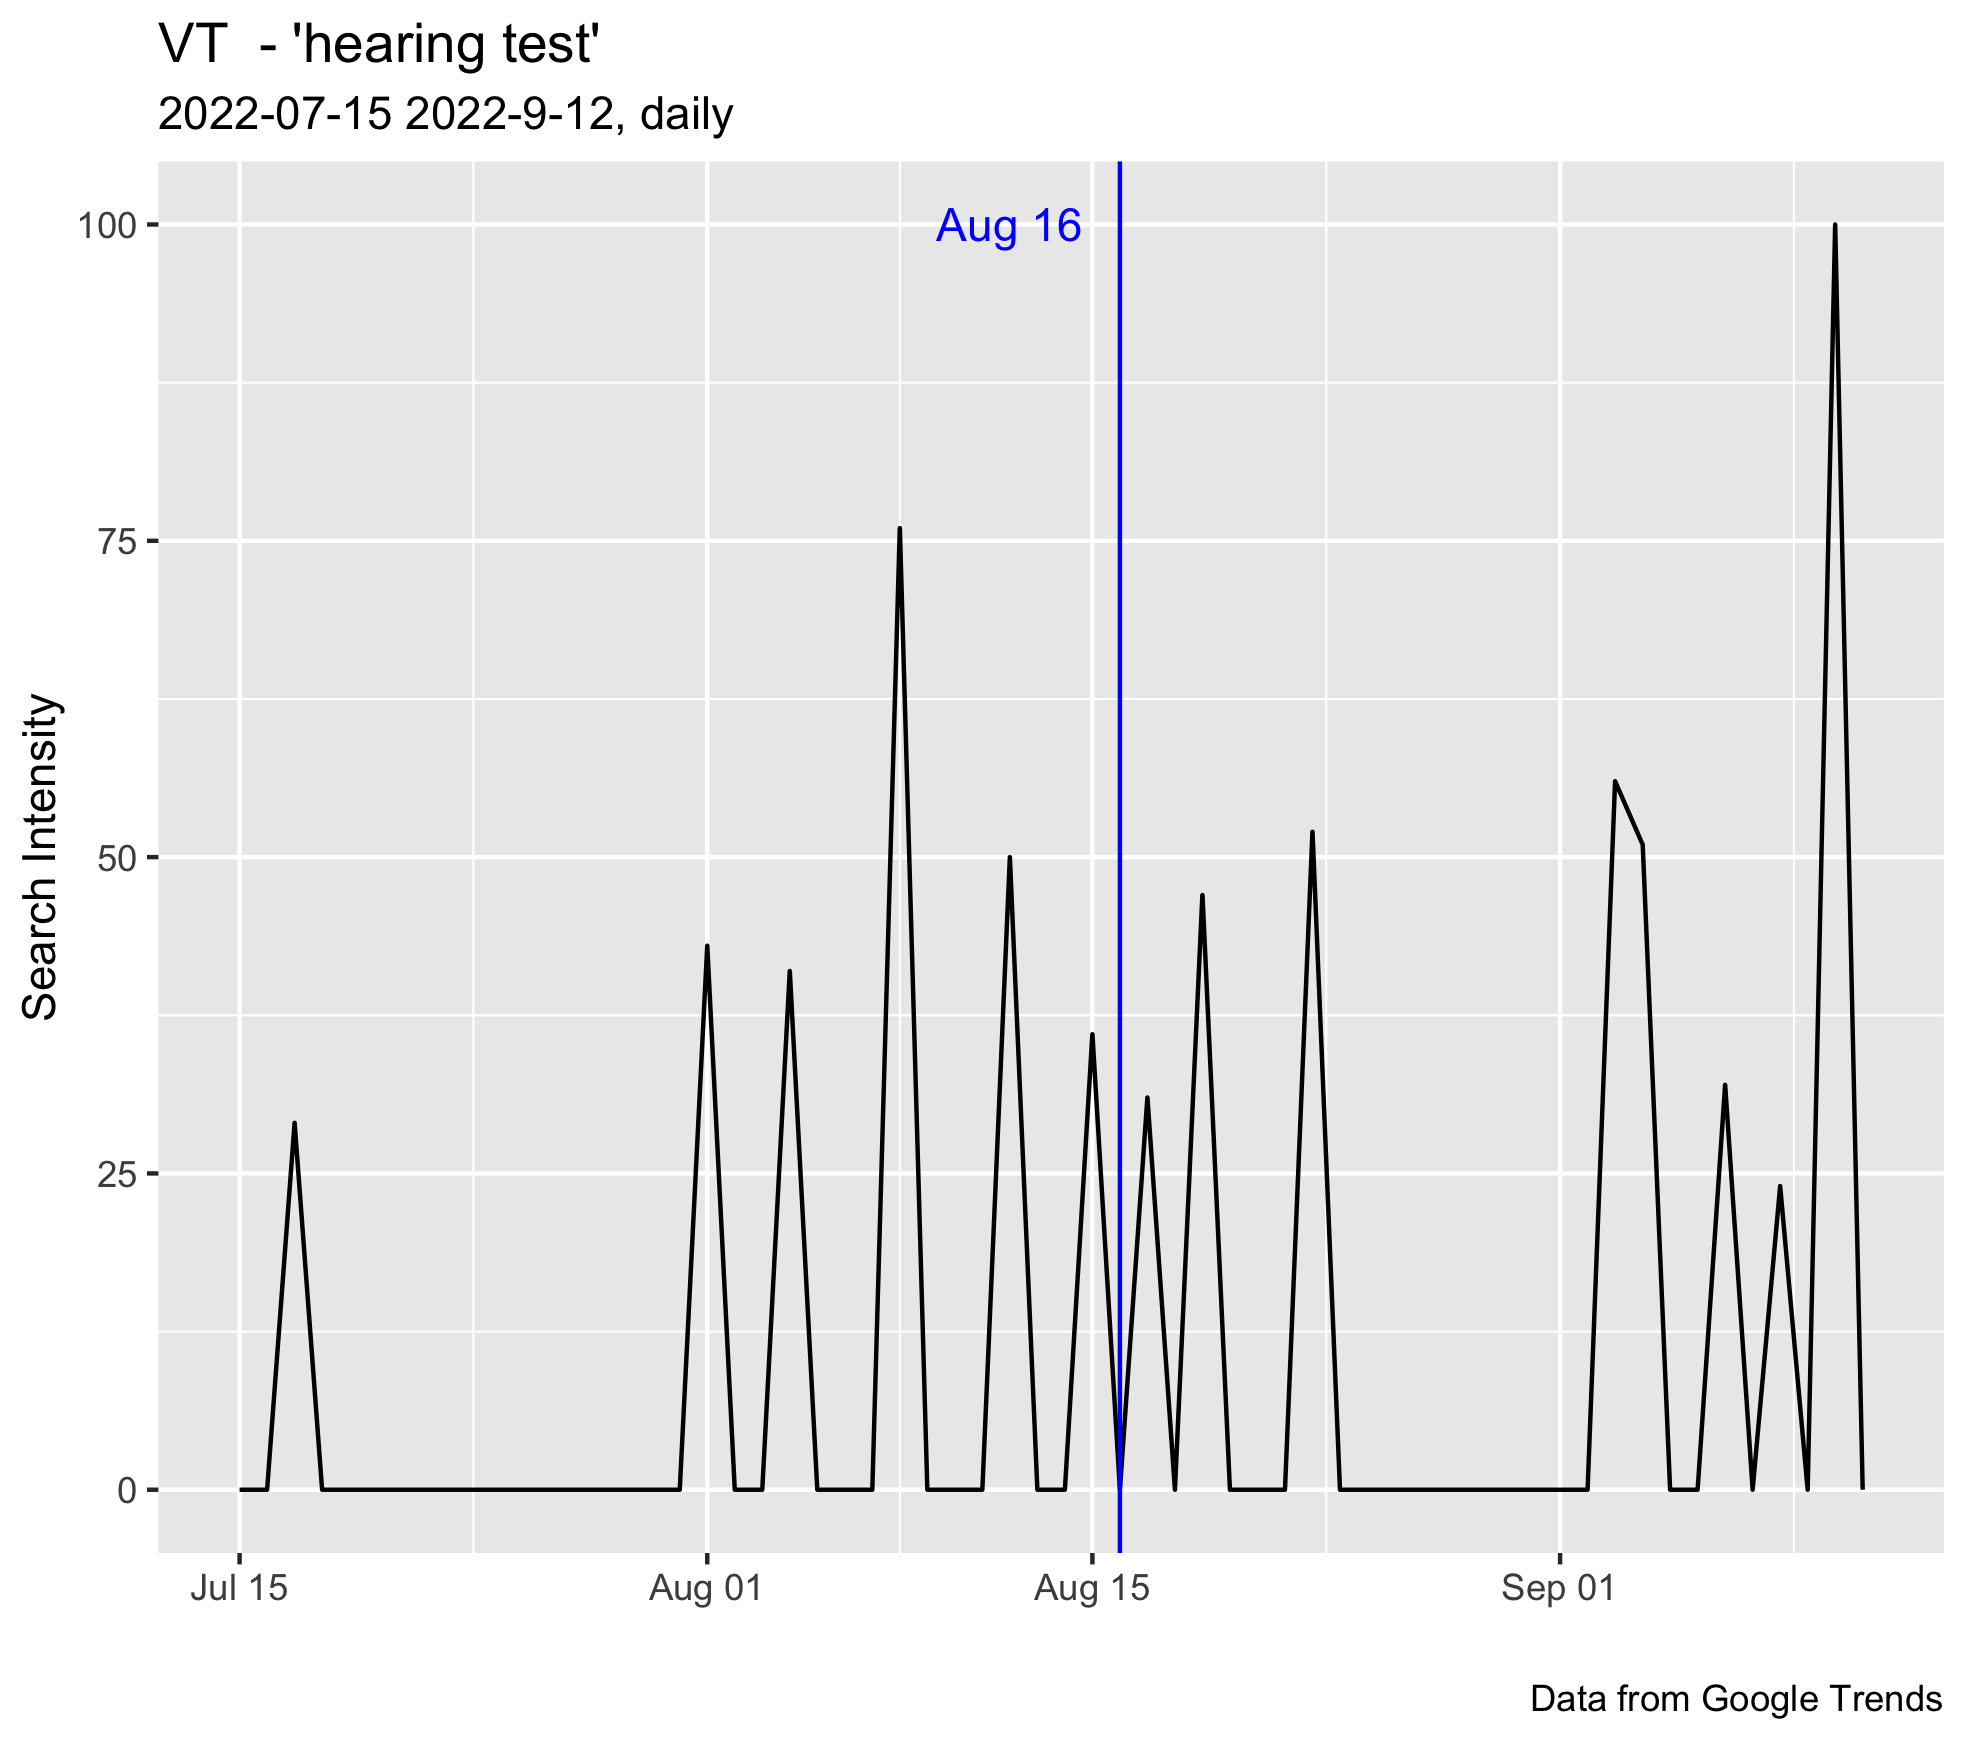 VT  - 'hearing test'
2022-07-15 2022-9-12, daily
Aug 16
Search Intensity
100
75
50
25
0
Jul 15
Aug 01
Aug 15
Sep 01
Data from Google Trends